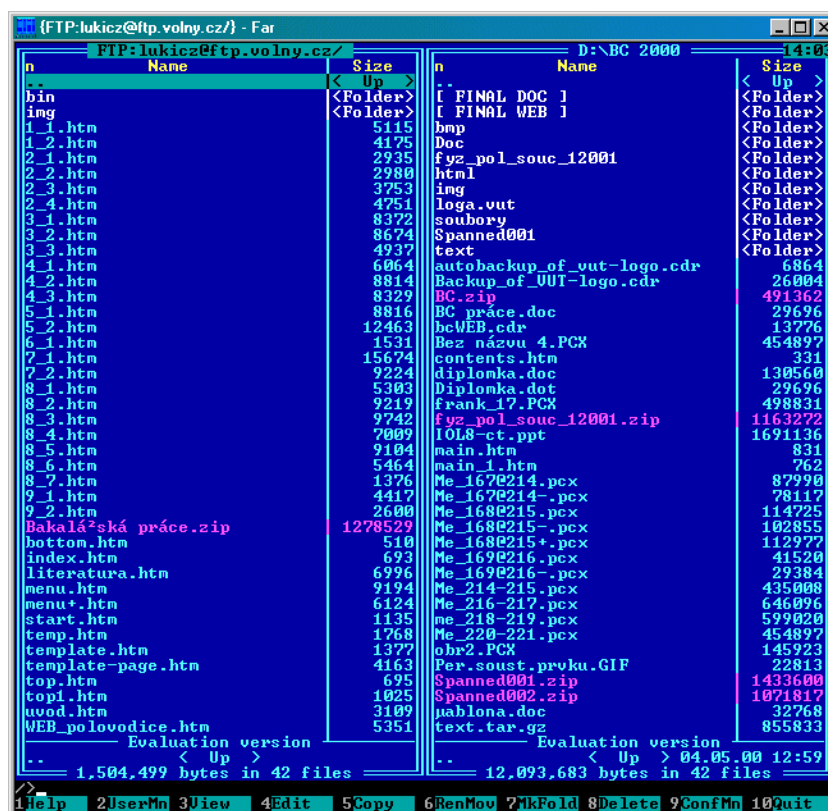 {FTP:lukicz@ftp.volny.cz/} - Far
FTP:lukicz@ftp.volny.cz/
n Name Size
.. < Up >
bin <Folder>
img <Folder>
1_1.htm 5115
1_2.htm 4175
2_1.htm 2935
2_2.htm 2980
2_3.htm 3753
2_4.htm 4751
3_1.htm 8372
3_2.htm 8674
3_3.htm 4937
4_1.htm 6064
4_2.htm 8814
4_3.htm 8329
5_1.htm 8816
5_2.htm 12463
6_1.htm 1531
7_1.htm 15674
7_2.htm 9224
8_1.htm 5303
8_2.htm 9219
8_3.htm 9742
8_4.htm 7009
8_5.htm 9104
8_6.htm 5464
8_7.htm 1376
9_1.htm 4417
9_2.htm 2600
Bakalá²ská práce.zip 1278529
bottom.htm 510
index.htm 693
literatura.htm 6996
menu.htm 9194
menu+.htm 6124
start.htm 1135
temp.htm 1768
template.htm 1377
template-page.htm 4163
top.htm 695
top1.htm 1025
uvod.htm 3109
WEB_polovodice.htm 5351
Evaluation version
.. < Up >
1,504,499 bytes in 42 files
D:\BC 2000 14:03
n Name Size
.. < Up >
[ FINAL DOC ] <Folder>
[ FINAL WEB ] <Folder>
bmp <Folder>
Doc <Folder>
fyz_pol_souc_12001 <Folder>
html <Folder>
img <Folder>
loga.vut <Folder>
soubory <Folder>
Spanned001 <Folder>
text <Folder>
autobackup_of_vut-logo.cdr 6864
Backup_of_VUT-logo.cdr 26004
BC.zip 491362
BC práce.doc 29696
bcWEB.cdr 13776
Bez názvu 4.PCX 454897
contents.htm 331
diplomka.doc 130560
Diplomka.dot 29696
frank_17.PCX 498831
fyz_pol_souc_12001.zip 1163272
IOL8-ct.ppt 1691136
main.htm 831
main_1.htm 762
Me_167@214.pcx 87990
Me_167@214-.pcx 78117
Me_168@215.pcx 114725
Me_168@215-.pcx 102855
Me_168@215+.pcx 112977
Me_169@216.pcx 41520
Me_169@216-.pcx 29384
Me_214-215.pcx 435008
Me_216-217.pcx 646096
me_218-219.pcx 599020
Me_220-221.pcx 454897
obr2.PCX 145923
Per.soust.prvku.GIF 22813
Spanned001.zip 1433600
Spanned002.zip 1071817
µablona.doc 32768
text.tar.gz 855833
Evaluation version
.. < Up > 04.05.00 12:59
12,093,683 bytes in 42 files
/>
1Help 2UserMn 3View 4Edit 5Copy 6RenMov 7MkFold 8Delete 9ConfMn 10Quit